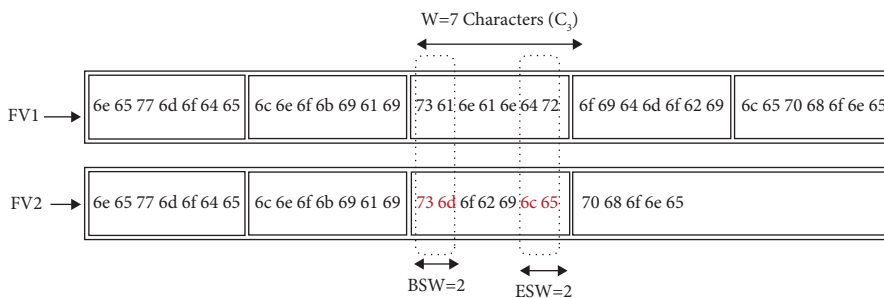 W=7 Characters (C₃)
FV1
6e 65 77 6d 6f 64 65 6c 6e 6f 6b 69 61 69 73 61 6e 61 6e 64 72 6f 69 64 6d 6f 62 69 6c 65 70 68 6f 6e 65
FV2
6e 65 77 6d 6f 64 65 6c 6e 6f 6b 69 61 69 73 6d 6f 62 69 6c 65 70 68 6f 6e 65
BSW=2 ESW=2